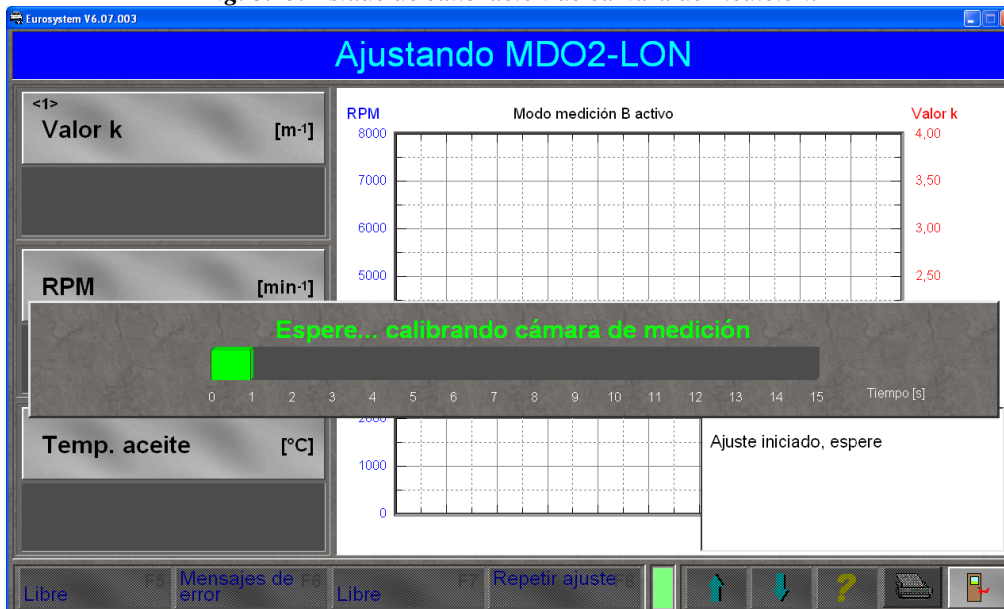 Eurosystem V6.07.003
Ajustando MDO2-LON
<1>
Valor k [m-1]
RPM [min-1]
Temp. aceite [°C]
RPM Modo medición B activo Valor k
8000 4,00
7000 3,50
6000 3,00
5000 2,50
Espere... calibrando cámara de medición
0 1 2 3 4 5 6 7 8 9 10 11 12 13 14 15 Tiempo [s]
2000
1000
0
Ajuste iniciado, espere
Libre F5
Mensajes de F6
error
Libre F7
Repetir ajuste F8